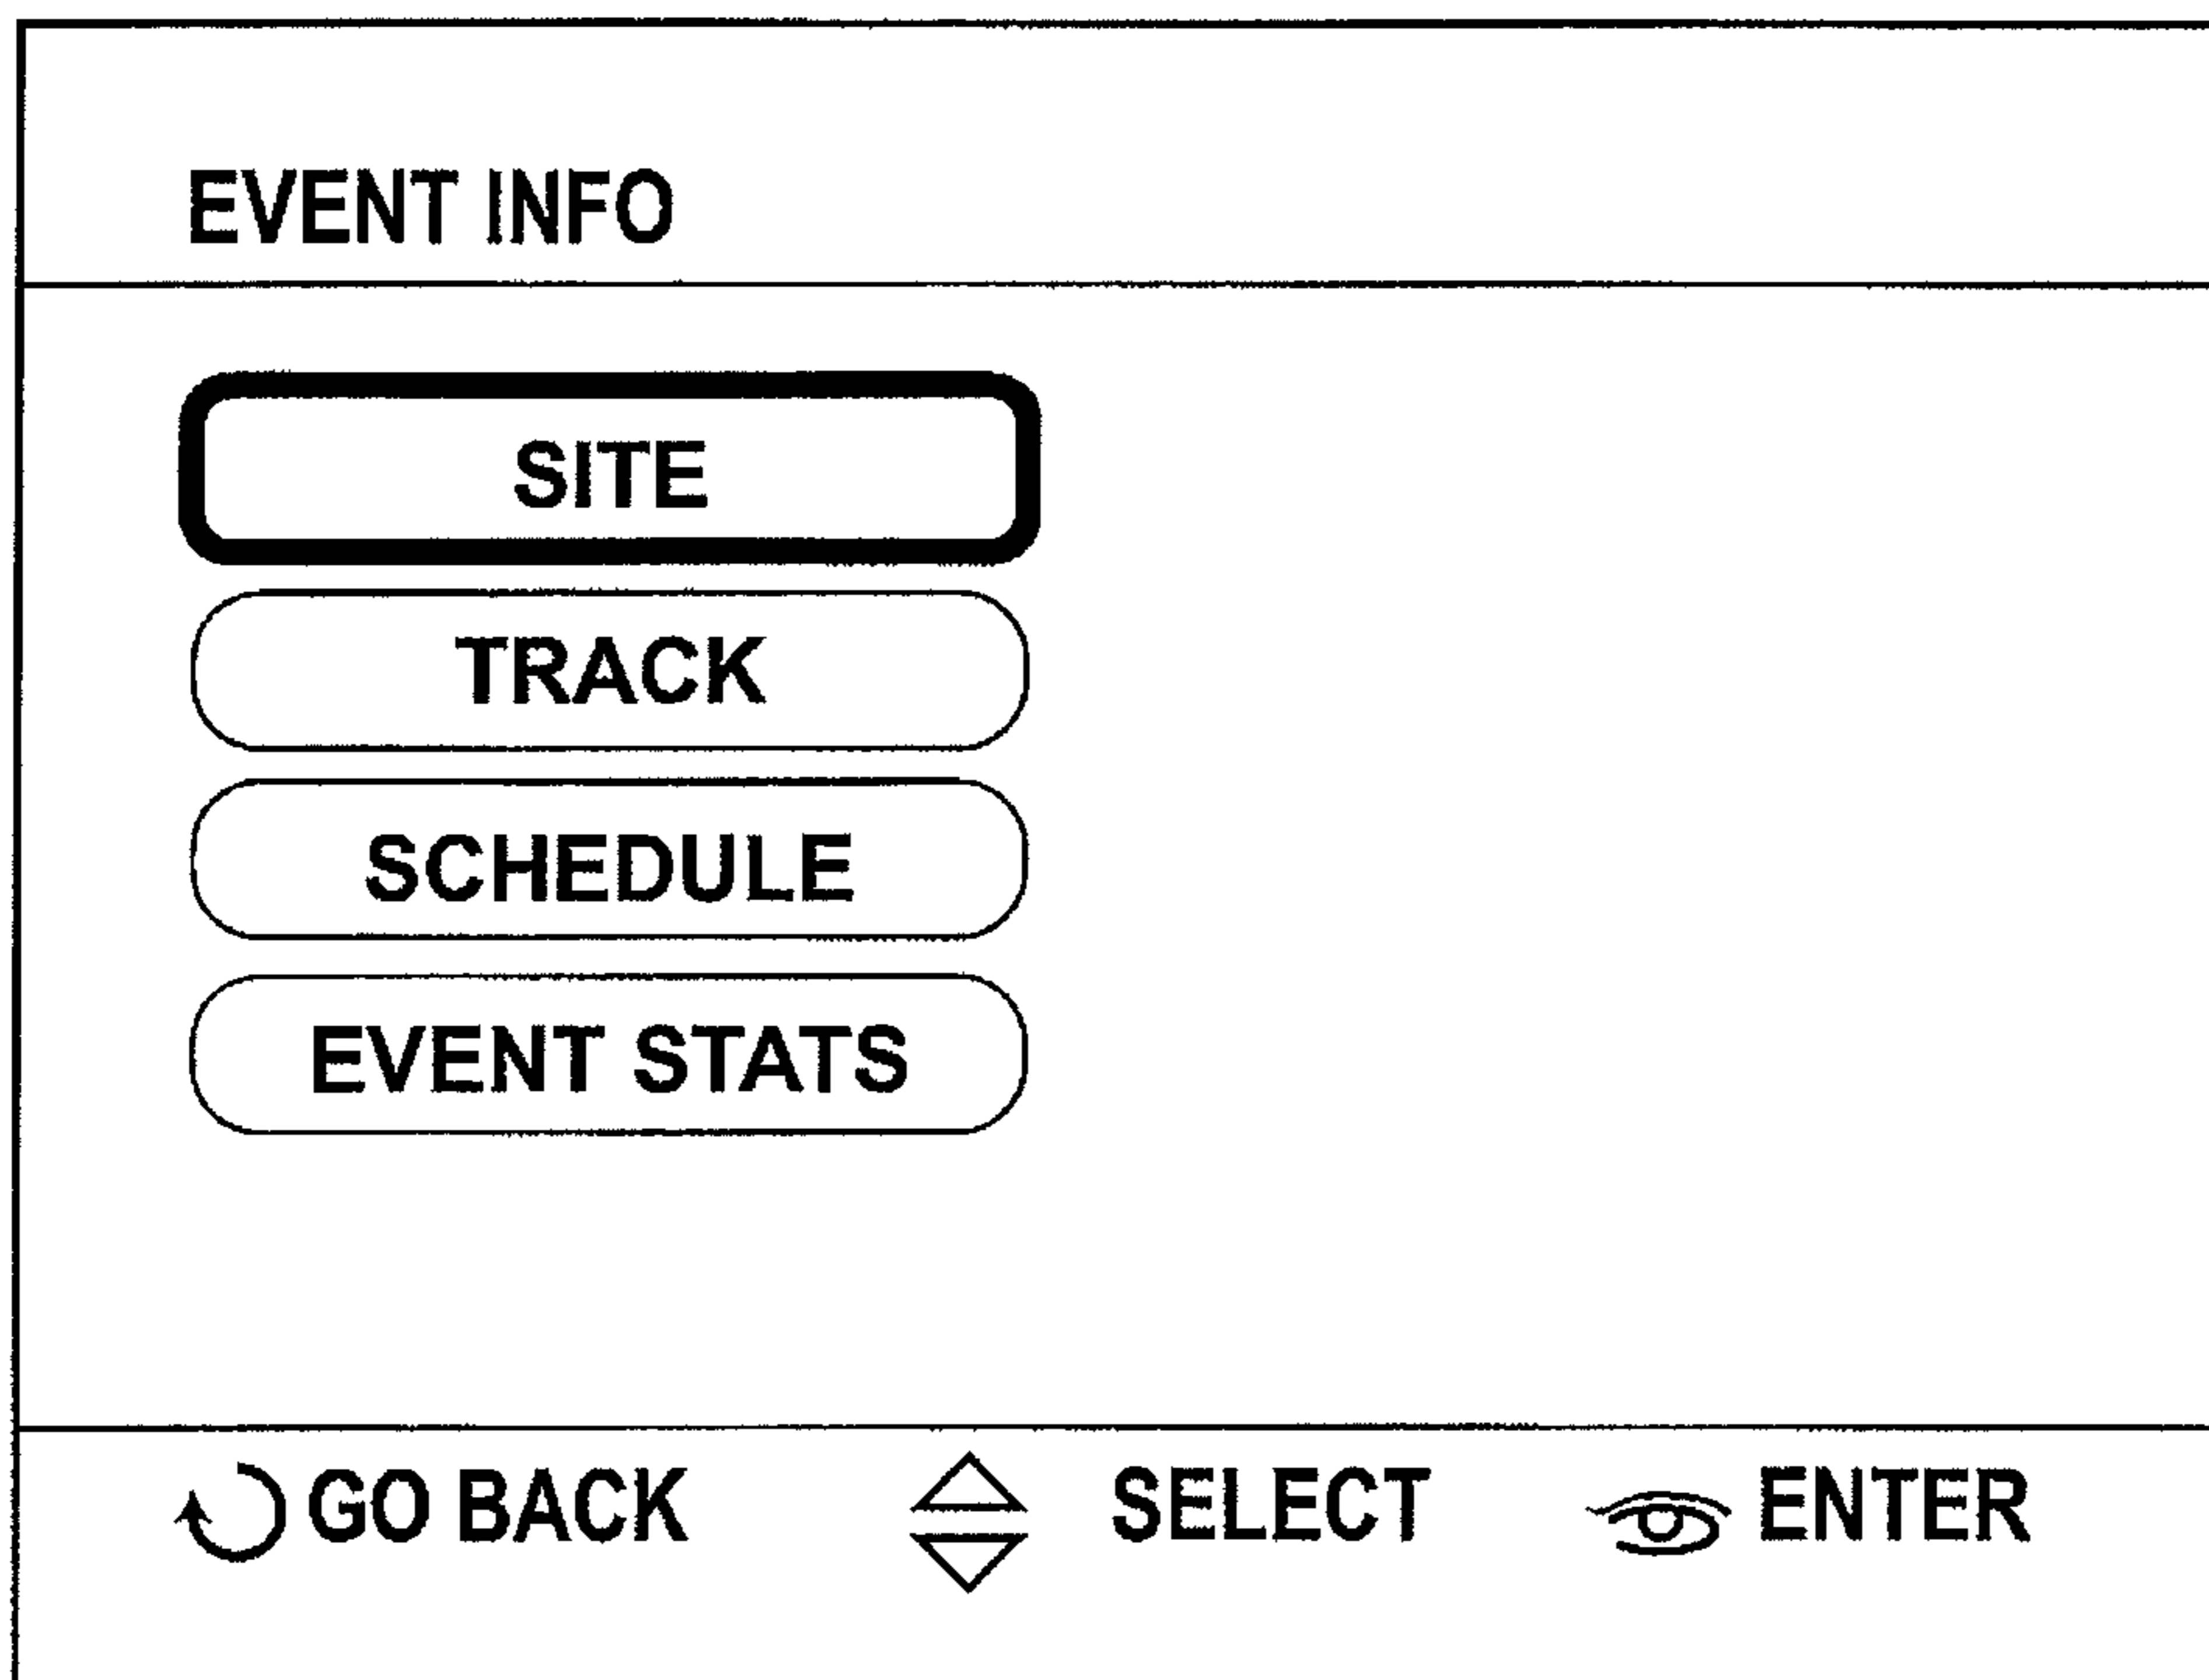 EVENT INFO
SITE
TRACK
SCHEDULE
EVENT STATS
GO BACK SELECT ENTER